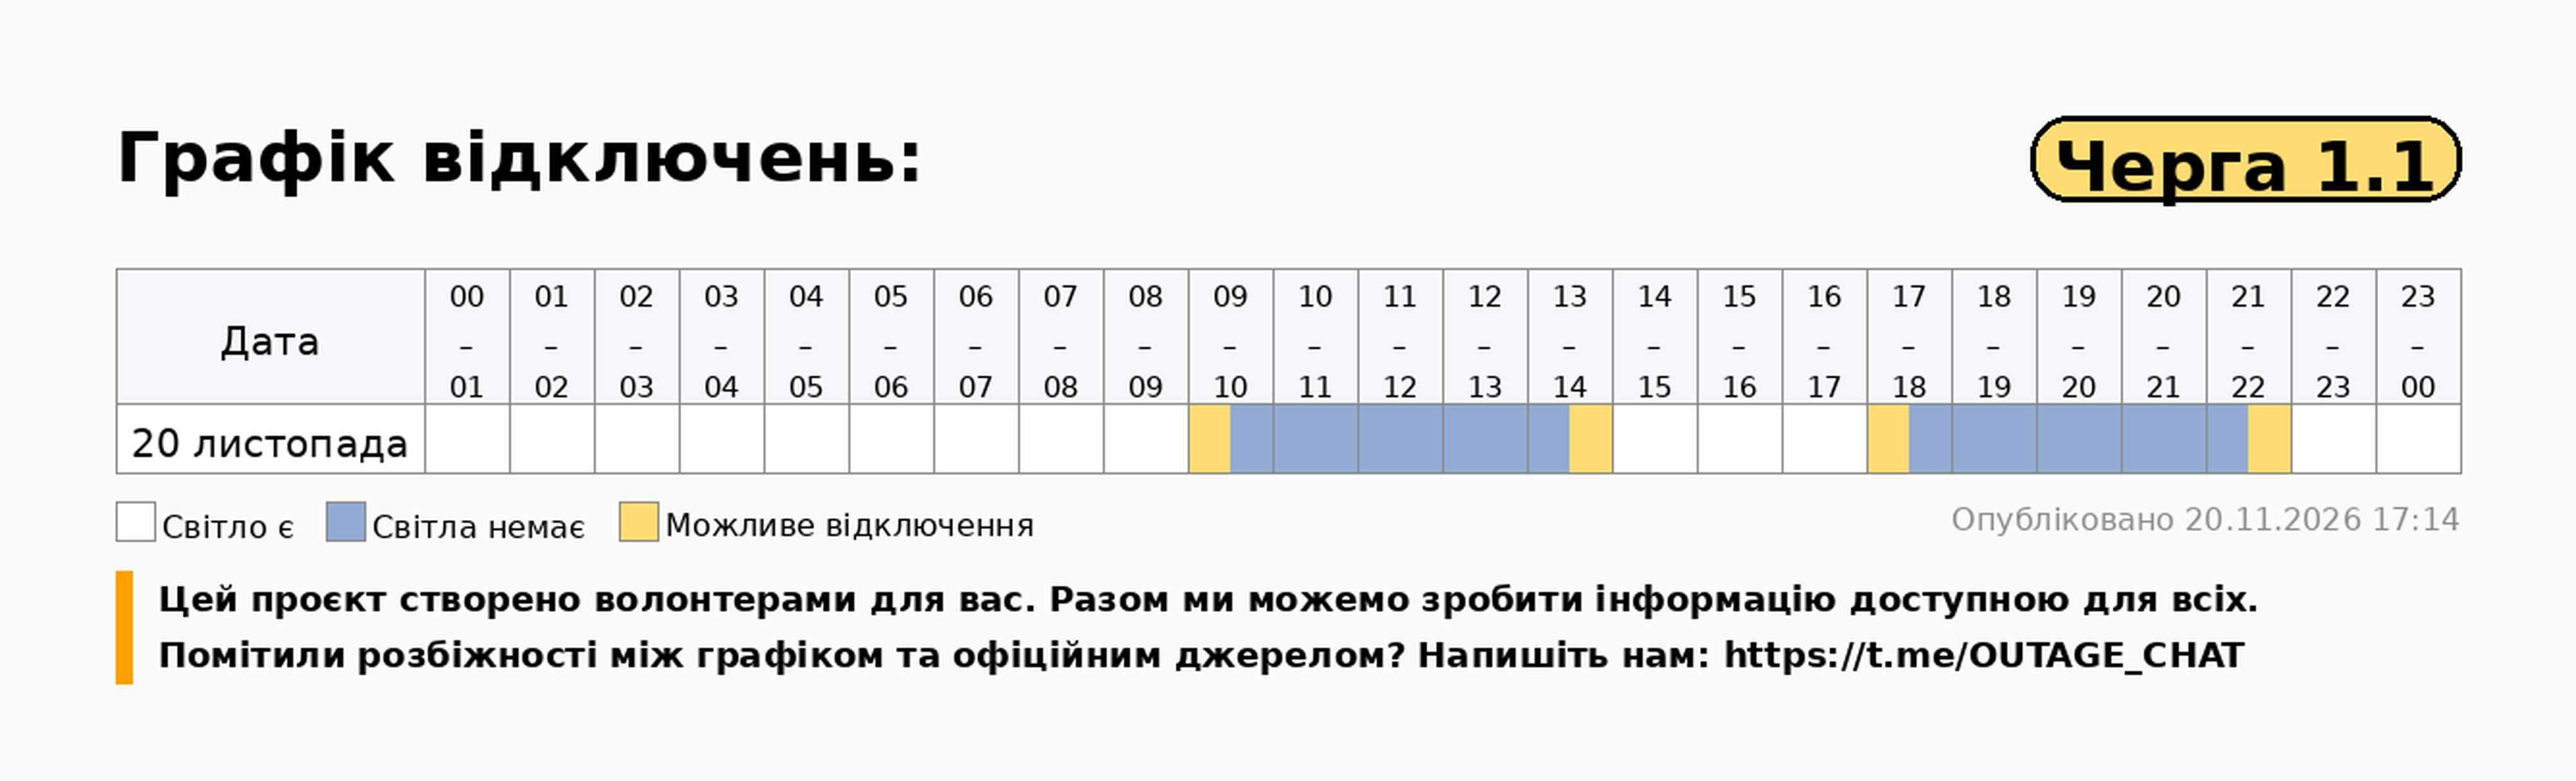 Графік відключень:
Черга 1.1
Дата 00 – 01 01 – 02 02 – 03 03 – 04 04 – 05 05 – 06 06 – 07 07 – 08 08 – 09 09 – 10 10 – 11 11 – 12 12 – 13 13 – 14 14 – 15 15 – 16 16 – 17 17 – 18 18 – 19 19 – 20 20 – 21 21 – 22 22 – 23 23 – 00
20 листопада
Світло є Світла немає Можливе відключення
Опубліковано 20.11.2026 17:14
Цей проєкт створено волонтерами для вас. Разом ми можемо зробити інформацію доступною для всіх.
Помітили розбіжності між графіком та офіційним джерелом? Напишіть нам: https://t.me/OUTAGE_CHAT